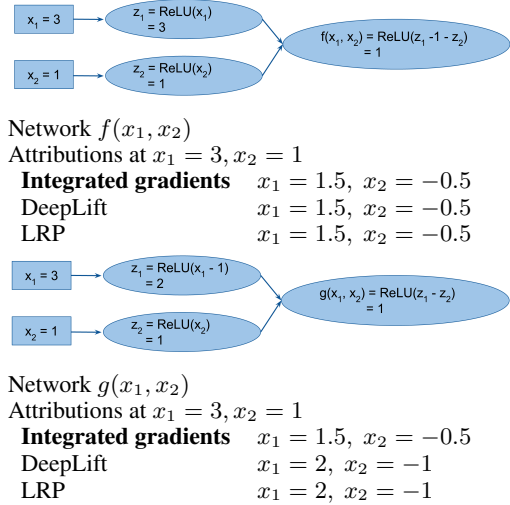 x₁ = 3
z₁ = ReLU(x₁)
= 3
f(x₁, x₂) = ReLU(z₁ -1 - z₂)
= 1
x₂ = 1
z₂ = ReLU(x₂)
= 1
Network f(x₁, x₂)
Attributions at x₁ = 3, x₂ = 1
Integrated gradients x₁ = 1.5, x₂ = −0.5
DeepLift x₁ = 1.5, x₂ = −0.5
LRP x₁ = 1.5, x₂ = −0.5
x₁ = 3
z₁ = ReLU(x₁ - 1)
= 2
g(x₁, x₂) = ReLU(z₁ - z₂)
= 1
x₂ = 1
z₂ = ReLU(x₂)
= 1
Network g(x₁, x₂)
Attributions at x₁ = 3, x₂ = 1
Integrated gradients x₁ = 1.5, x₂ = −0.5
DeepLift x₁ = 2, x₂ = −1
LRP x₁ = 2, x₂ = −1